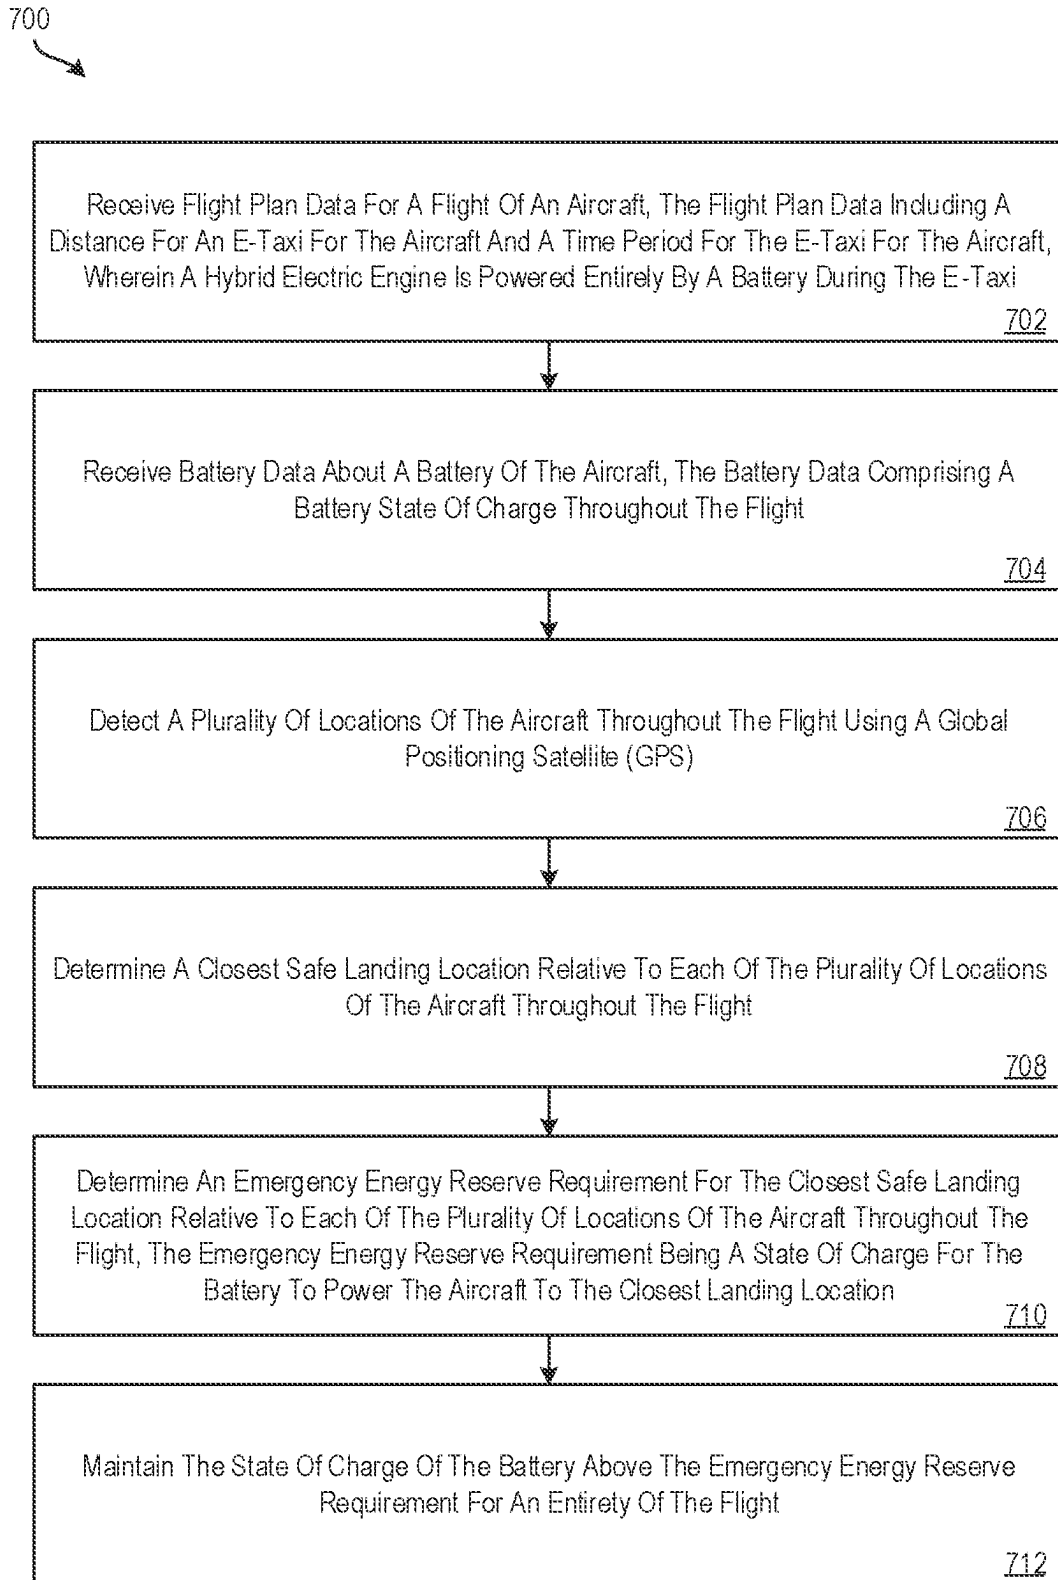 700
Receive Flight Plan Data For A Flight Of An Aircraft, The Flight Plan Data Including A
Distance For An E-Taxi For The Aircraft And A Time Period For The E-Taxi For The Aircraft,
Wherein A Hybrid Electric Engine Is Powered Entirely By A Battery During The E-Taxi
702
Receive Battery Data About A Battery Of The Aircraft, The Battery Data Comprising A
Battery State Of Charge Throughout The Flight
704
Detect A Plurality Of Locations Of The Aircraft Throughout The Flight Using A Global
Positioning Satellite (GPS)
706
Determine A Closest Safe Landing Location Relative To Each Of The Plurality Of Locations
Of The Aircraft Throughout The Flight
708
Determine An Emergency Energy Reserve Requirement For The Closest Safe Landing
Location Relative To Each Of The Plurality Of Locations Of The Aircraft Throughout The
Flight, The Emergency Energy Reserve Requirement Being A State Of Charge For The
Battery To Power The Aircraft To The Closest Landing Location
710
Maintain The State Of Charge Of The Battery Above The Emergency Energy Reserve
Requirement For An Entirety Of The Flight
712